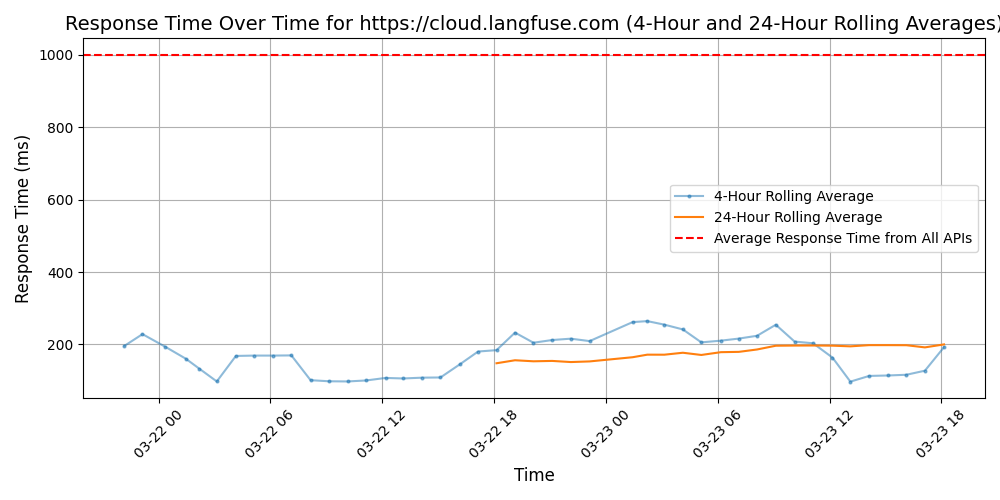 Response Time Over Time for https://cloud.langfuse.com (4-Hour and 24-Hour Rolling Averages)
1000
800
600
400
200
Response Time (ms)
4-Hour Rolling Average
24-Hour Rolling Average
Average Response Time from All APIs
03-22 00
03-22 06
03-22 12
03-22 18
03-23 00
03-23 06
03-23 12
03-23 18
Time